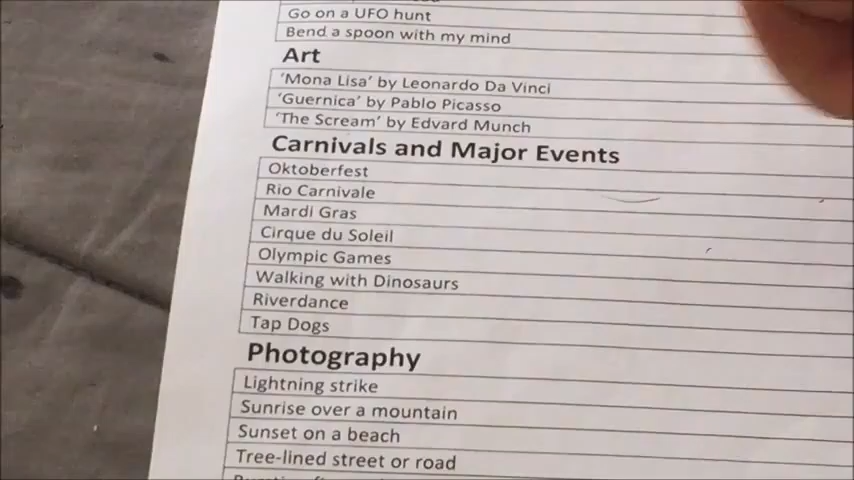 Go on a UFO hunt
Bend a spoon with my mind
Art
‘Mona Lisa’ by Leonardo Da Vinci
‘Guernica’ by Pablo Picasso
‘The Scream’ by Edvard Munch
Carnivals and Major Events
Oktoberfest
Rio Carnivale
Mardi Gras
Cirque du Soleil
Olympic Games
Walking with Dinosaurs
Riverdance
Tap Dogs
Photography
Lightning strike
Sunrise over a mountain
Sunset on a beach
Tree-lined street or road